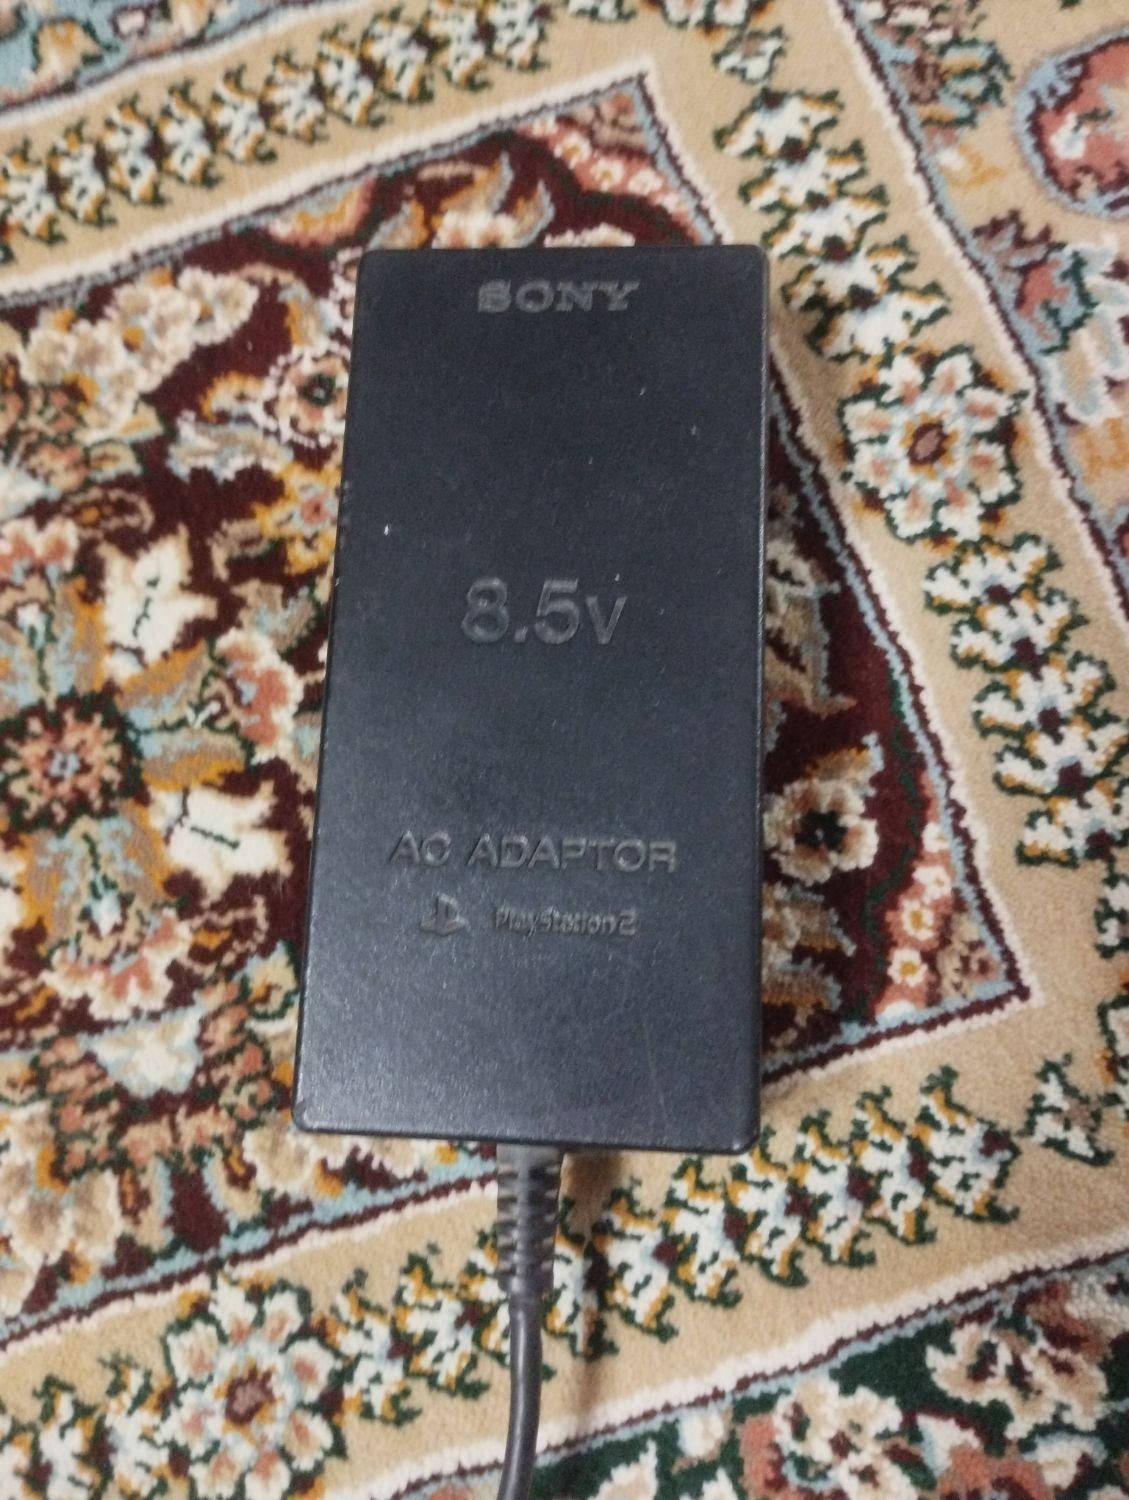 SONY
8.5V
AC ADAPTOR
PlayStation 2